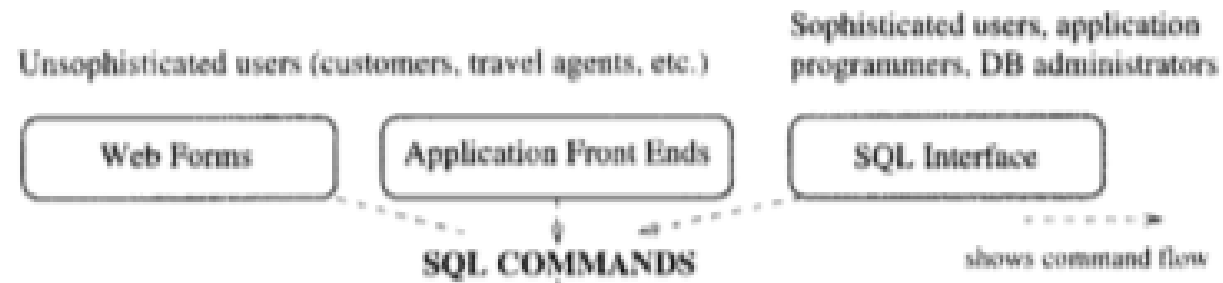 Sophisticated users, application
Unsophisticated users (customers, travel agents, etc.)
programmers, DB administrators
Web Forms
Application Front Ends
SQL Interface
SQL COMMANDS
shows command flow